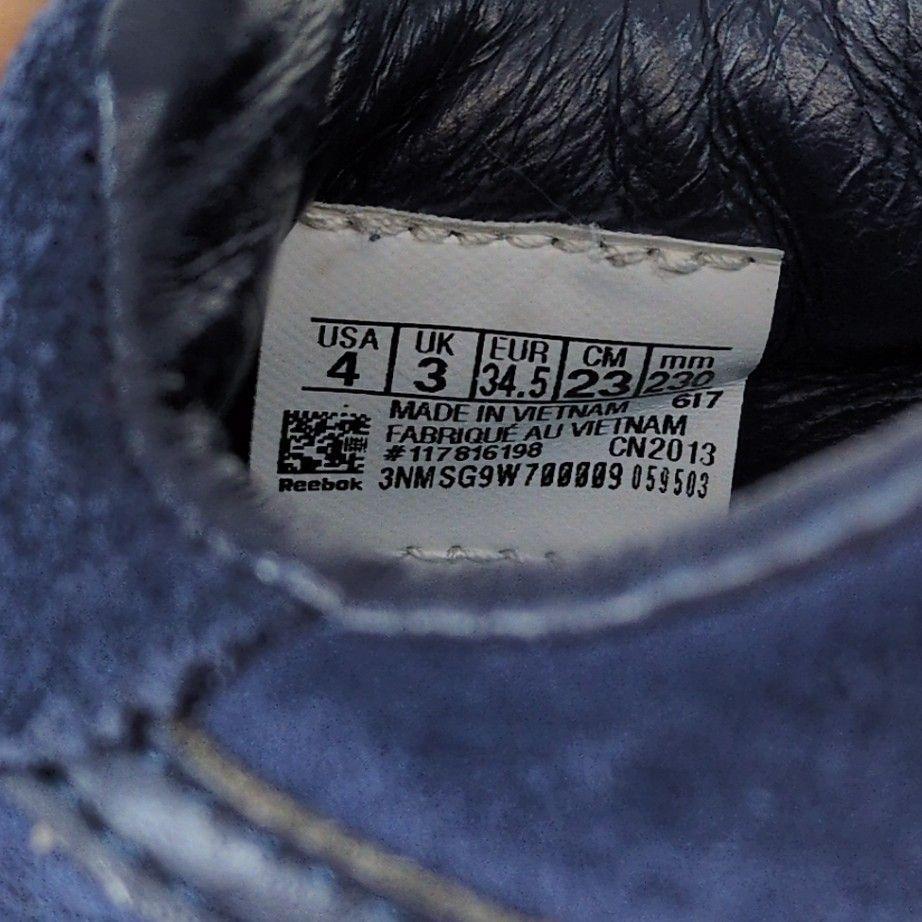 USA UK EUR CM mm
4 3 34.5 23 230
617
MADE IN VIETNAM
FABRIQUÉ AU VIETNAM
#117816198 CN2013
Reebok 3NMSG9W700009 059503